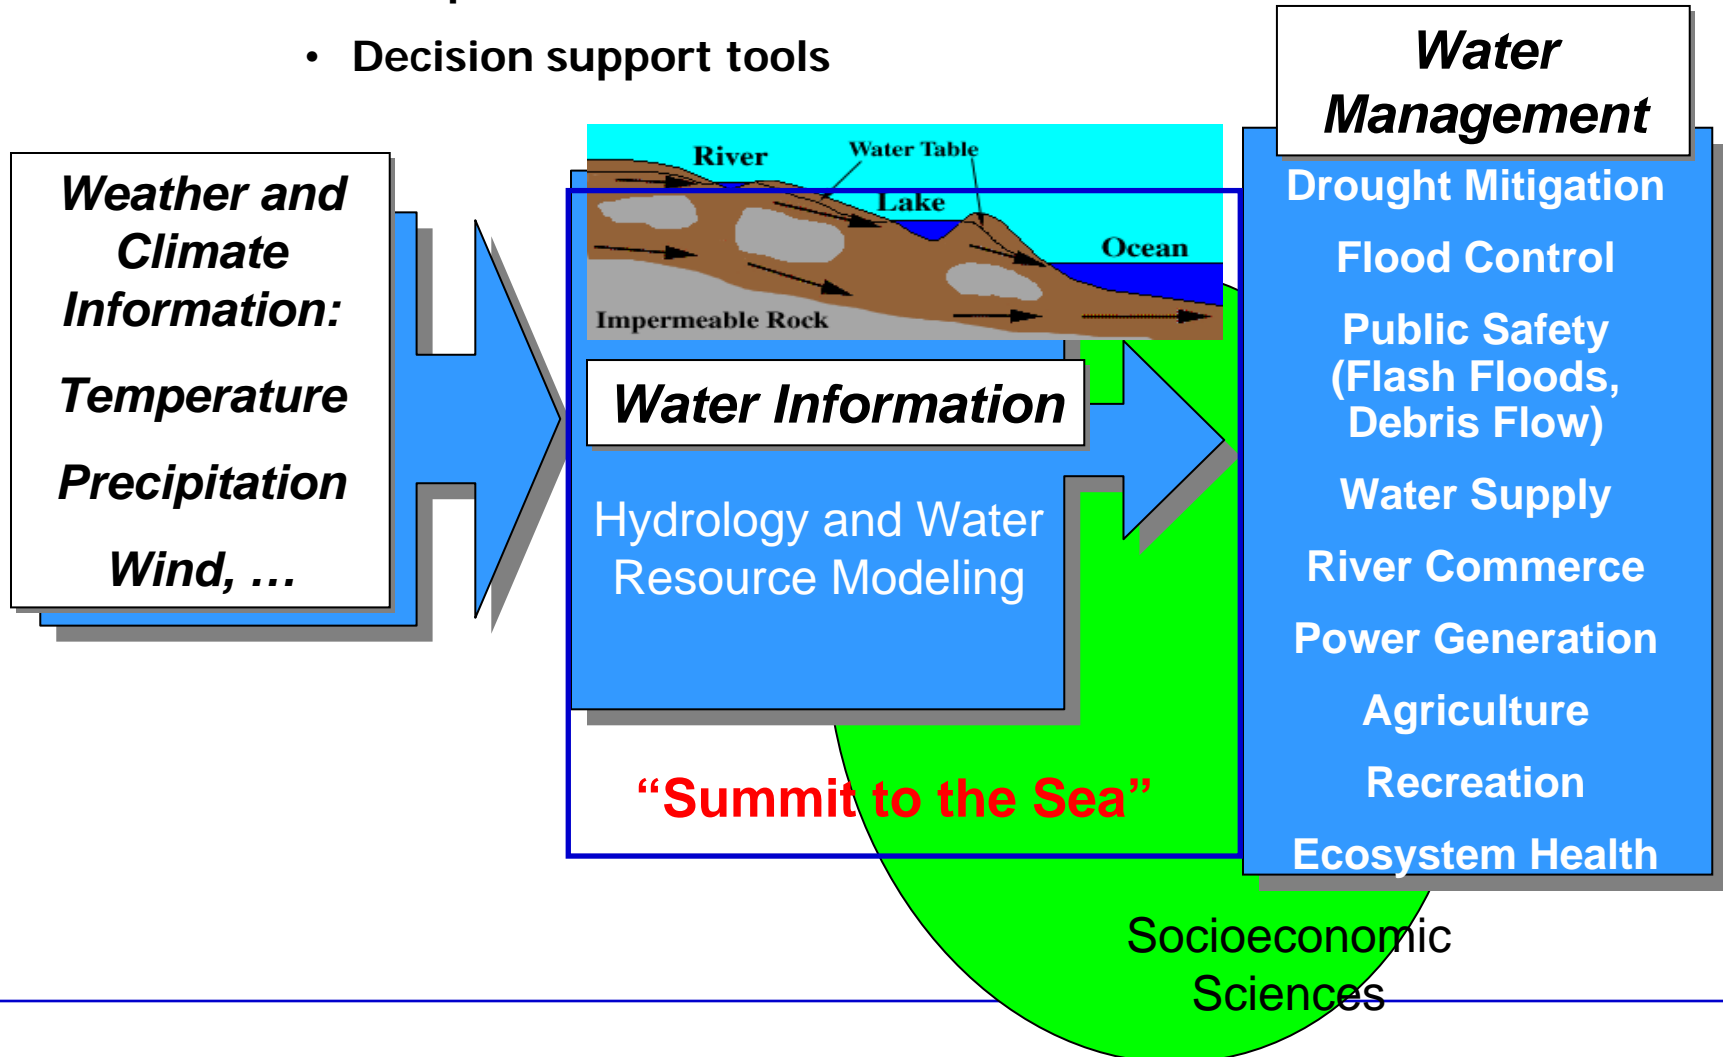 • Decision support tools
Weather and
Climate
Information:
Temperature
Precipitation
Wind, …
River
Water Table
Lake
Ocean
Impermeable Rock
Water Information
Hydrology and Water
Resource Modeling
“Summit to the Sea”
Water
Management
Drought Mitigation
Flood Control
Public Safety
(Flash Floods,
Debris Flow)
Water Supply
River Commerce
Power Generation
Agriculture
Recreation
Ecosystem Health
Socioeconomic
Sciences